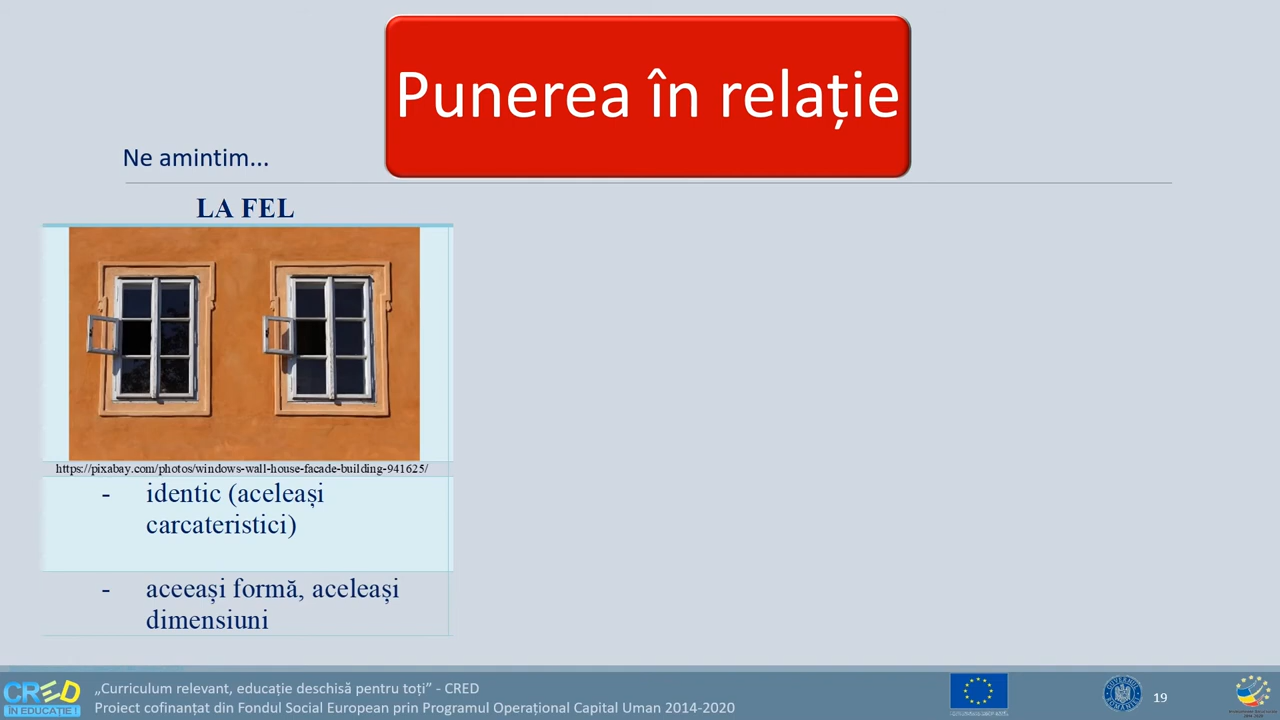 Punerea în relație
Ne amintim...
LA FEL
https://pixabay.com/photos/windows-wall-house-facade-building-941625/
- identic (aceleași
carcateristici)
- aceeași formă, aceleași
dimensiuni
CRED
ÎN EDUCAȚIE !
„Curriculum relevant, educație deschisă pentru toți” - CRED
Proiect cofinanțat din Fondul Social European prin Programul Operațional Capital Uman 2014-2020
19